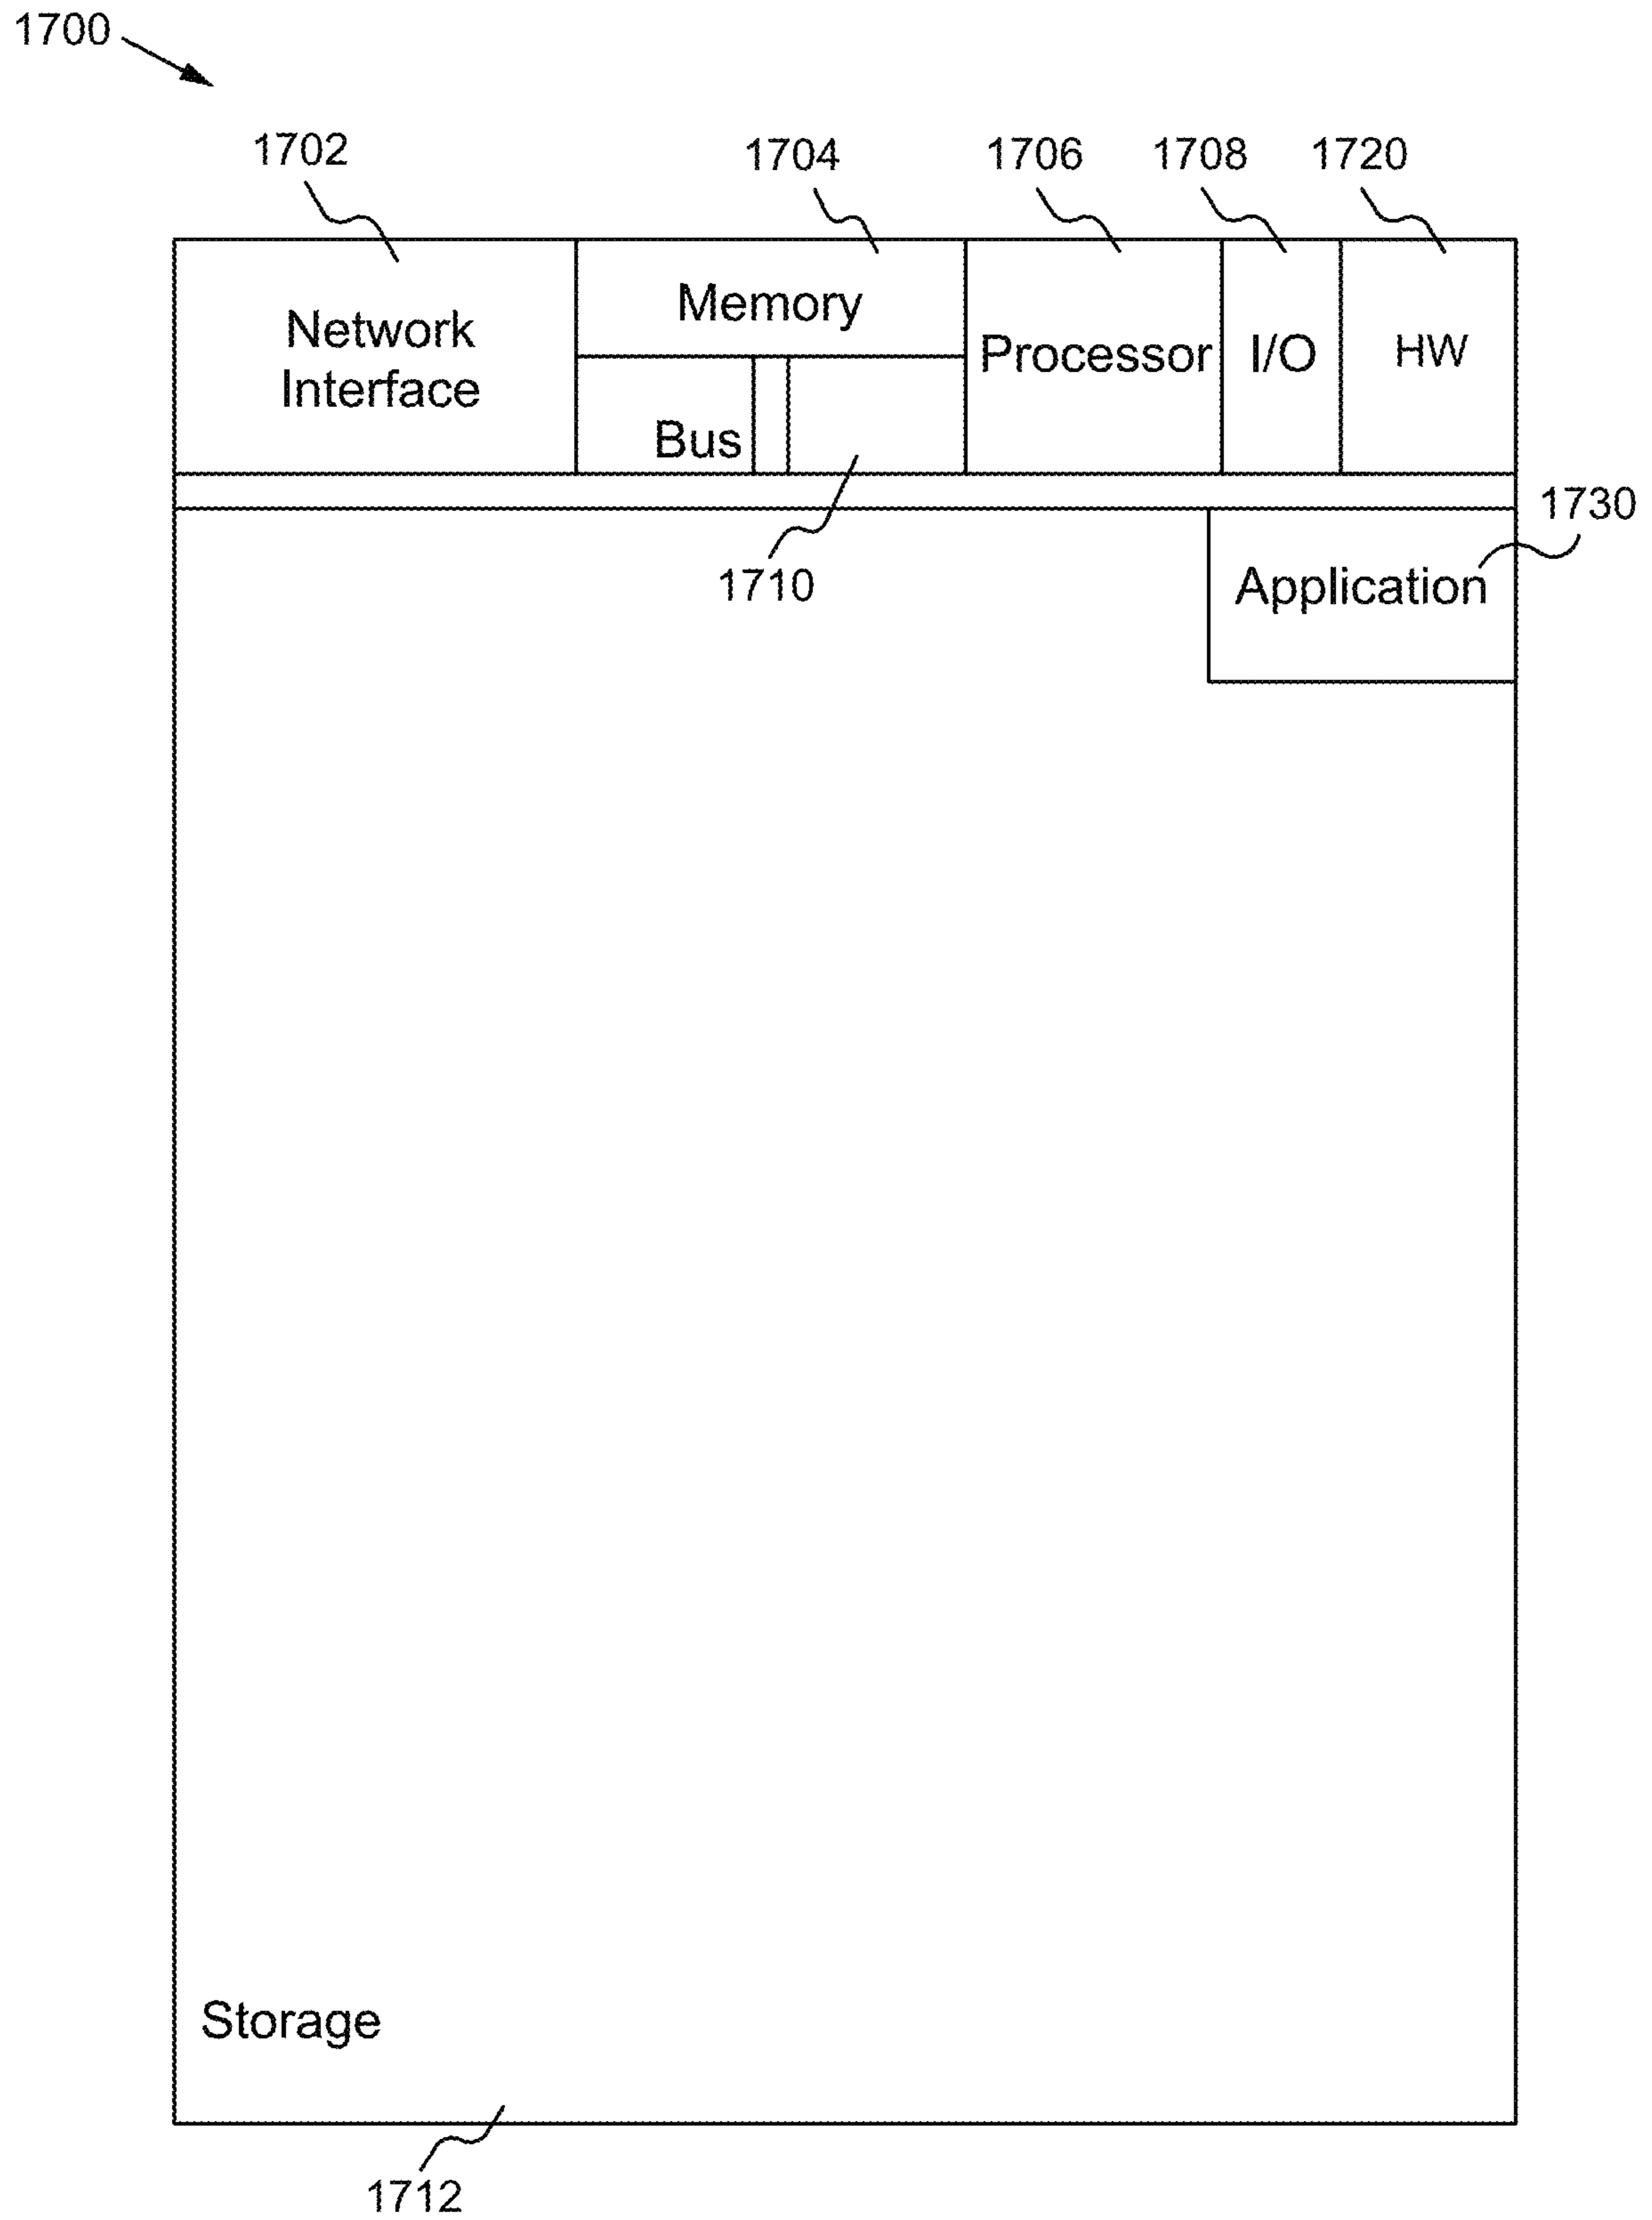 1700
1702
1704
1706
1708
1720
Network
Interface
Memory
Processor
I/O
HW
Bus
1730
1710
Application
Storage
1712